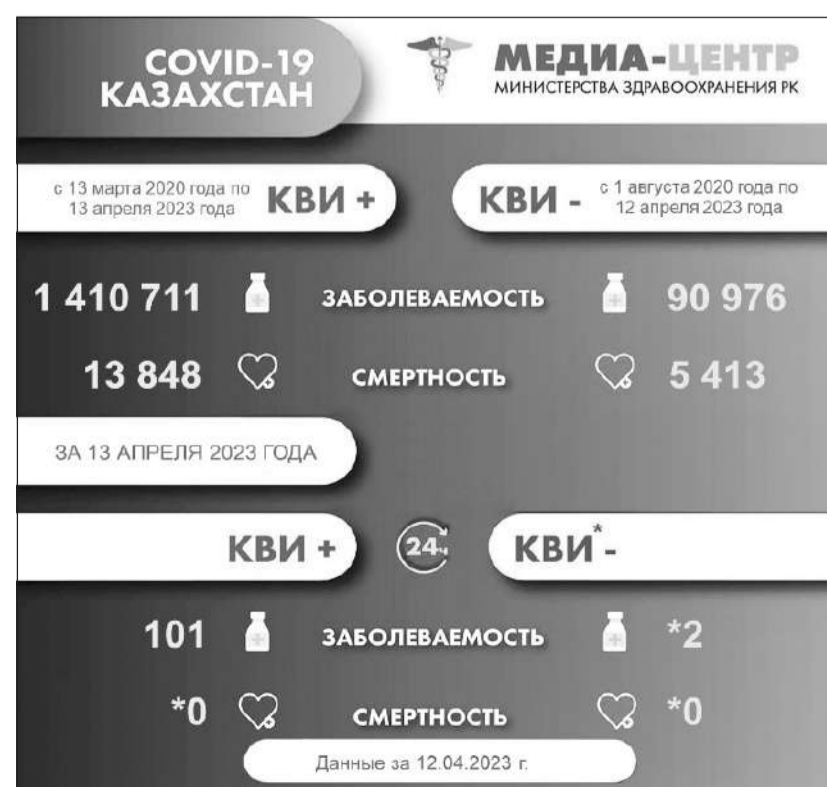 COVID-19
КАЗАХСТАН
МЕДИА-ЦЕНТР
МИНИСТЕРСТВА ЗДРАВООХРАНЕНИЯ РК
с 13 марта 2020 года по
13 апреля 2023 года
КВИ +
КВИ -
с 1 августа 2020 года по
12 апреля 2023 года
1 410 711 ЗАБОЛЕВАЕМОСТЬ 90 976
13 848 СМЕРТНОСТЬ 5 413
ЗА 13 АПРЕЛЯ 2023 ГОДА
КВИ + 24ч КВИ*-
101 ЗАБОЛЕВАЕМОСТЬ *2
*0 СМЕРТНОСТЬ *0
Данные за 12.04.2023 г.